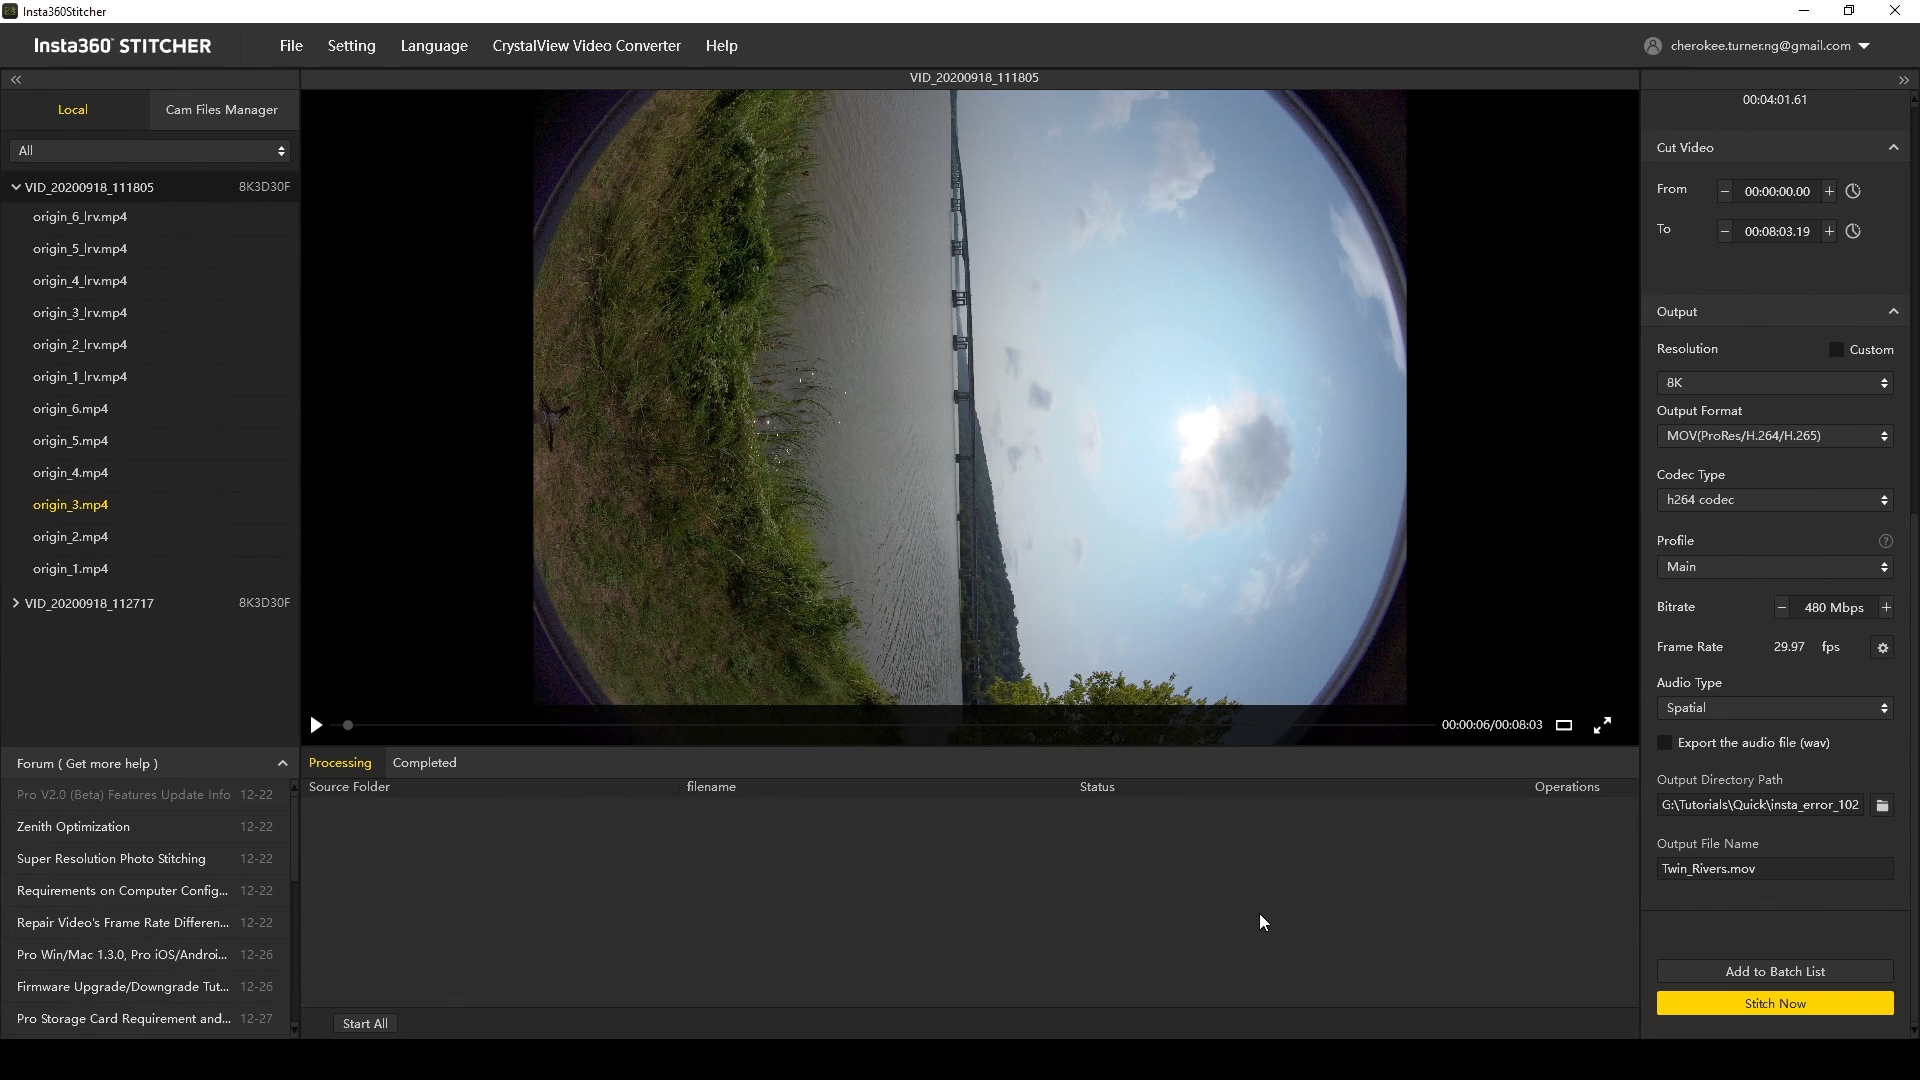 Insta360Stitcher
Insta360 STITCHER
File
Setting
Language
CrystalView Video Converter
Help
cherokee.turner.ng@gmail.com
VID_20200918_111805
Local
Cam Files Manager
All
VID_20200918_111805 8K3D30F
origin_6_lrv.mp4
origin_5_lrv.mp4
origin_4_lrv.mp4
origin_3_lrv.mp4
origin_2_lrv.mp4
origin_1_lrv.mp4
origin_6.mp4
origin_5.mp4
origin_4.mp4
origin_3.mp4
origin_2.mp4
origin_1.mp4
VID_20200918_112717 8K3D30F
Forum ( Get more help )
Pro V2.0 (Beta) Features Update Info 12-22
Zenith Optimization 12-22
Super Resolution Photo Stitching 12-22
Requirements on Computer Config... 12-22
Repair Video's Frame Rate Differen... 12-22
Pro Win/Mac 1.3.0, Pro iOS/Androi... 12-26
Firmware Upgrade/Downgrade Tut... 12-26
Pro Storage Card Requirement and... 12-27
00:00:06/00:08:03
Processing
Completed
Source Folder
filename
Status
Operations
Start All
00:04:01.61
Cut Video
From − 00:00:00.00 +
To − 00:08:03.19 +
Output
Resolution
Custom
8K
Output Format
MOV(ProRes/H.264/H.265)
Codec Type
h264 codec
Profile ?
Main
Bitrate − 480 Mbps +
Frame Rate 29.97 fps
Audio Type
Spatial
Export the audio file (wav)
Output Directory Path
G:\Tutorials\Quick\insta_error_102
Output File Name
Twin_Rivers.mov
Add to Batch List
Stitch Now